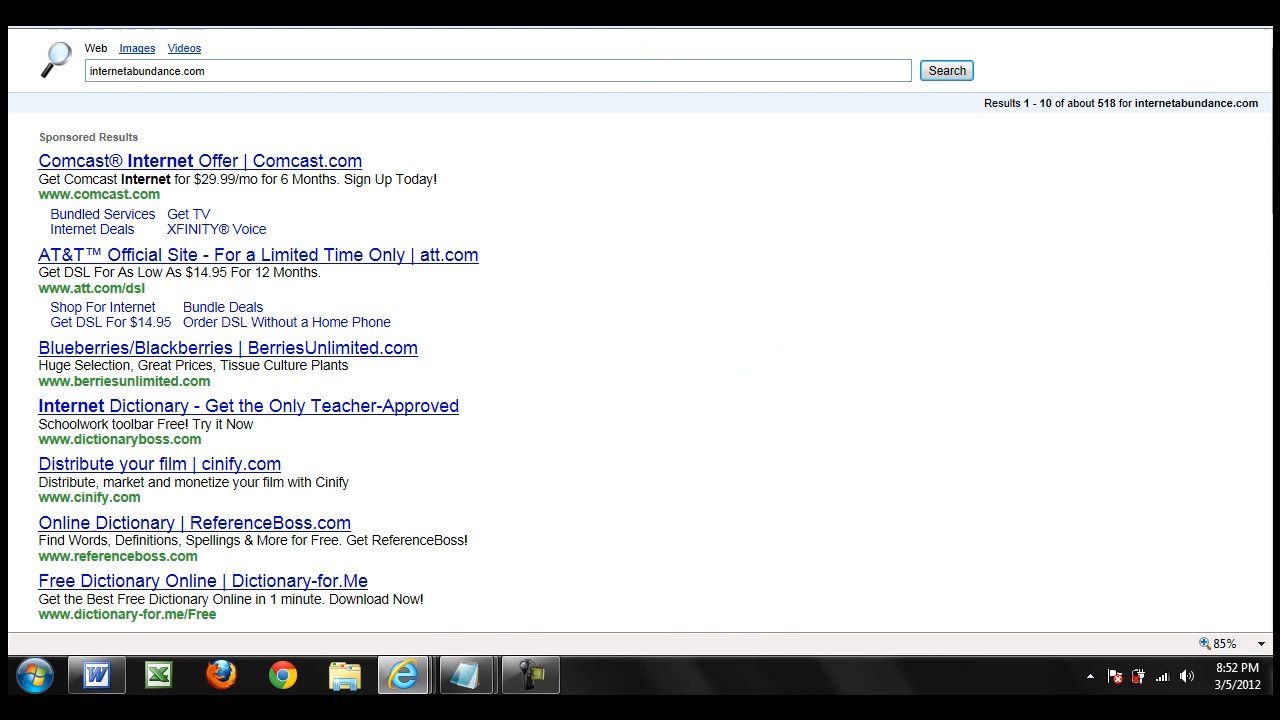 Web Images Videos
internetabundance.com Search
Results 1 - 10 of about 518 for internetabundance.com
Sponsored Results
Comcast® Internet Offer | Comcast.com
Get Comcast Internet for $29.99/mo for 6 Months. Sign Up Today!
www.comcast.com
Bundled Services Get TV
Internet Deals XFINITY® Voice
AT&T™ Official Site - For a Limited Time Only | att.com
Get DSL For As Low As $14.95 For 12 Months.
www.att.com/dsl
Shop For Internet Bundle Deals
Get DSL For $14.95 Order DSL Without a Home Phone
Blueberries/Blackberries | BerriesUnlimited.com
Huge Selection, Great Prices, Tissue Culture Plants
www.berriesunlimited.com
Internet Dictionary - Get the Only Teacher-Approved
Schoolwork toolbar Free! Try it Now
www.dictionaryboss.com
Distribute your film | cinify.com
Distribute, market and monetize your film with Cinify
www.cinify.com
Online Dictionary | ReferenceBoss.com
Find Words, Definitions, Spellings & More for Free. Get ReferenceBoss!
www.referenceboss.com
Free Dictionary Online | Dictionary-for.Me
Get the Best Free Dictionary Online in 1 minute. Download Now!
www.dictionary-for.me/Free
85%
8:52 PM
3/5/2012